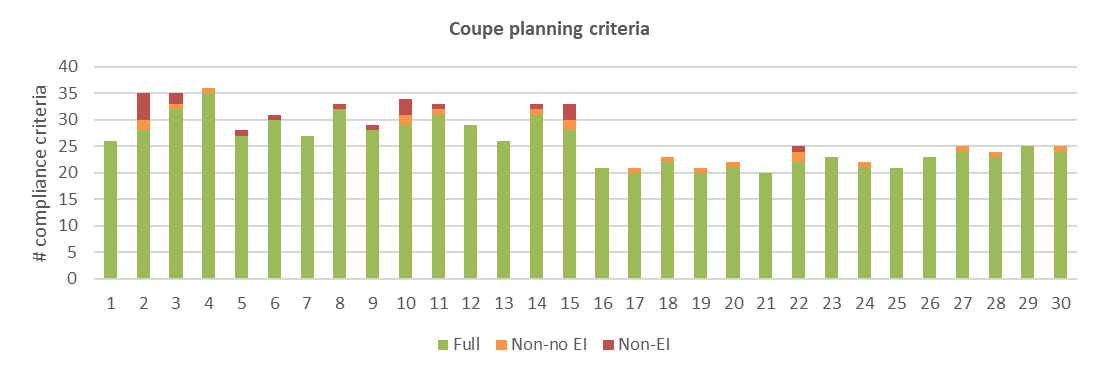 Coupe planning criteria
# compliance criteria
40
35
30
25
20
15
10
5
0
1 2 3 4 5 6 7 8 9 10 11 12 13 14 15 16 17 18 19 20 21 22 23 24 25 26 27 28 29 30
Full Non-no EI Non-EI